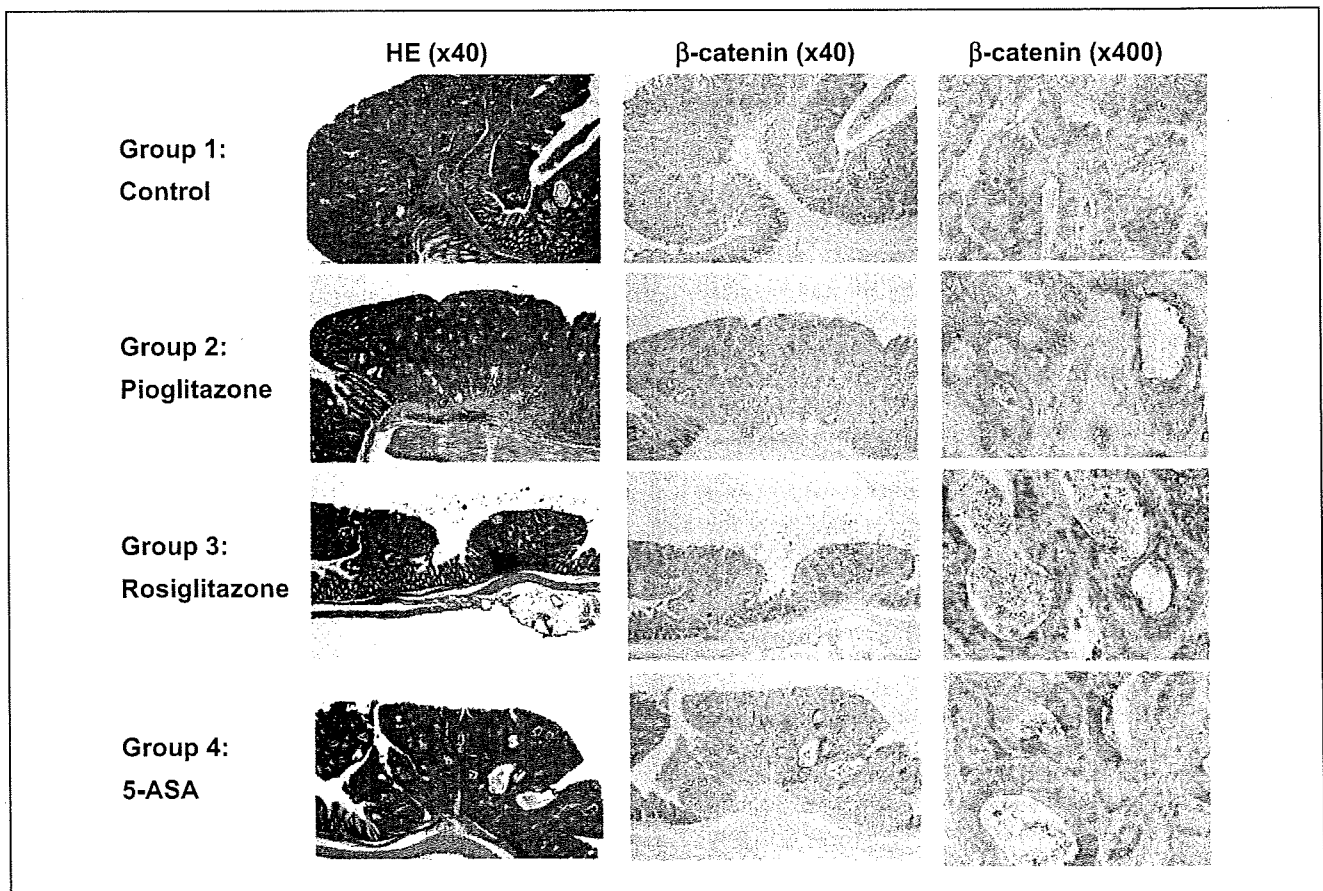 HE (x40)
β-catenin (x40)
β-catenin (x400)
Group 1:
Control
Group 2:
Pioglitazone
Group 3:
Rosiglitazone
Group 4:
5-ASA